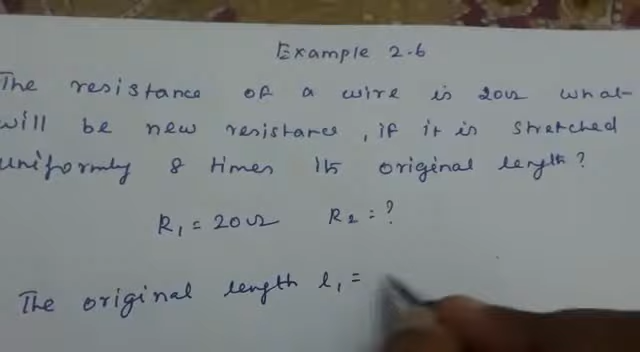 Example 2.6
The resistance of a wire is 20Ω what
will be new resistance, if it is stretched
uniformly 8 times its original length?
R₁ = 20Ω R₂ = ?
The original length l₁ =